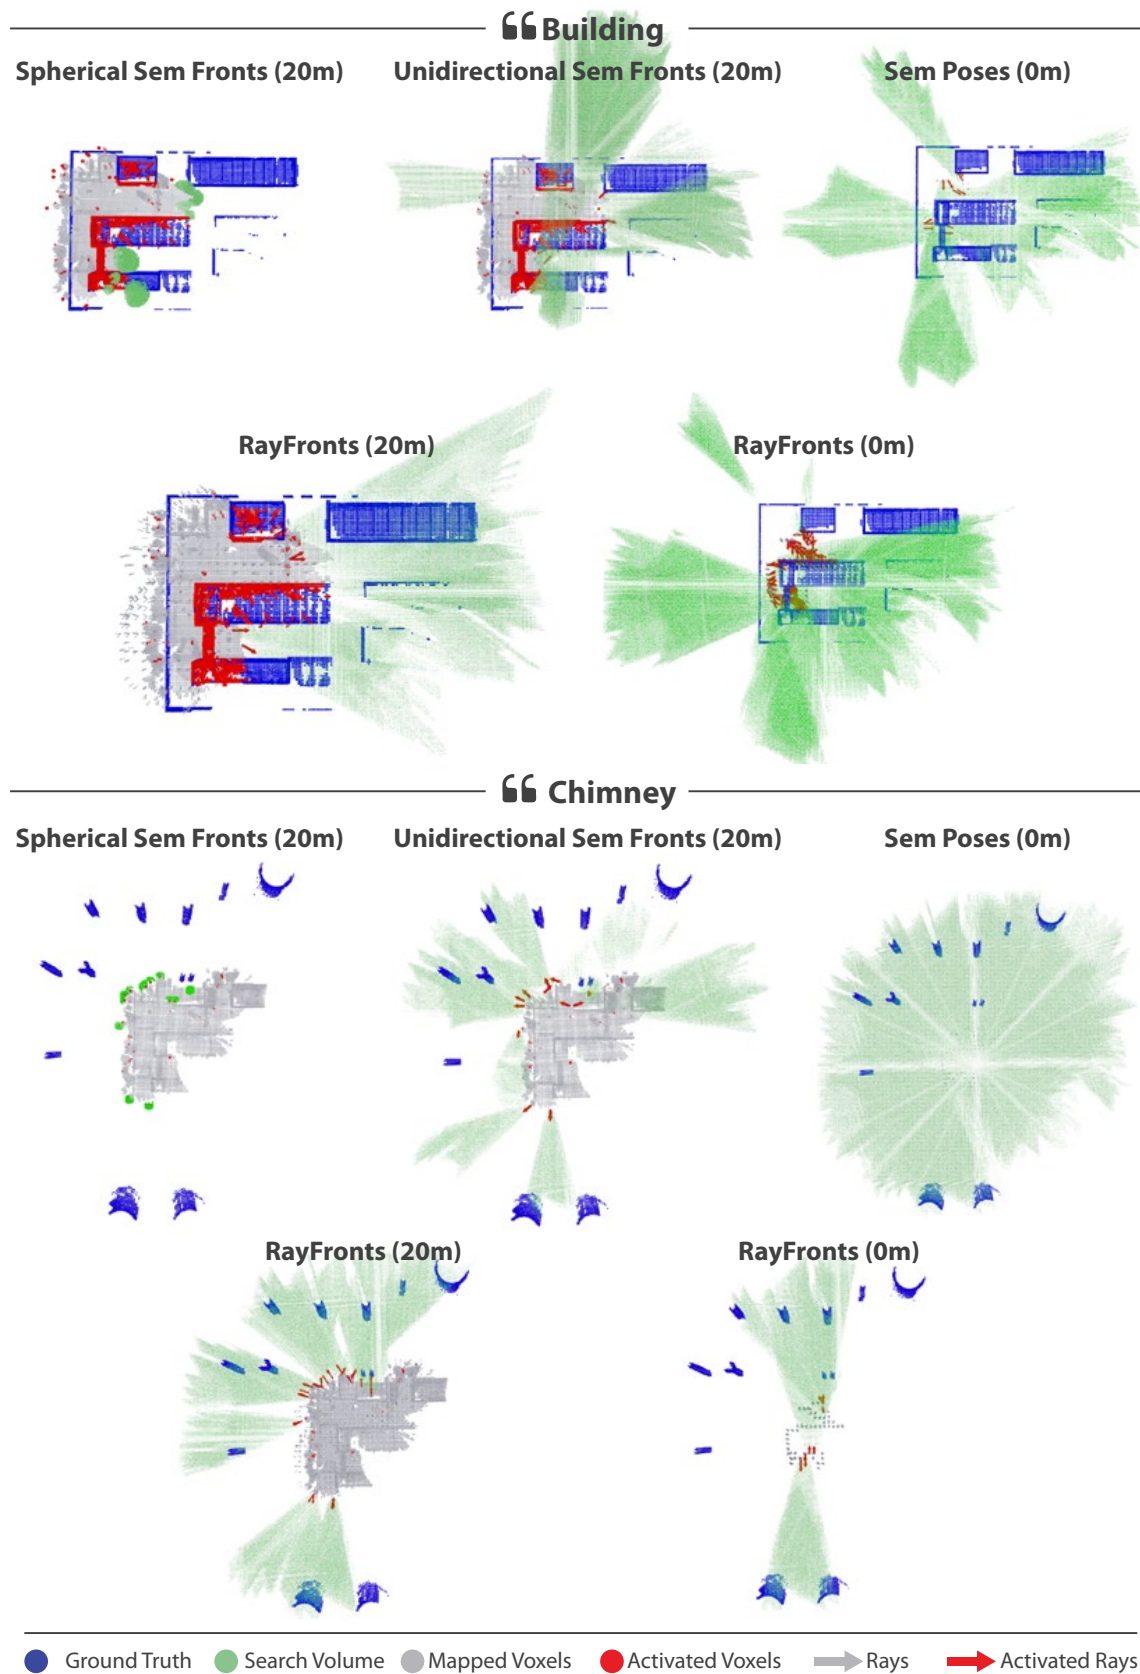 ❝ Building
Spherical Sem Fronts (20m)
Unidirectional Sem Fronts (20m)
Sem Poses (0m)
RayFronts (20m)
RayFronts (0m)
❝ Chimney
Spherical Sem Fronts (20m)
Unidirectional Sem Fronts (20m)
Sem Poses (0m)
RayFronts (20m)
RayFronts (0m)
Ground Truth
Search Volume
Mapped Voxels
Activated Voxels
Rays
Activated Rays